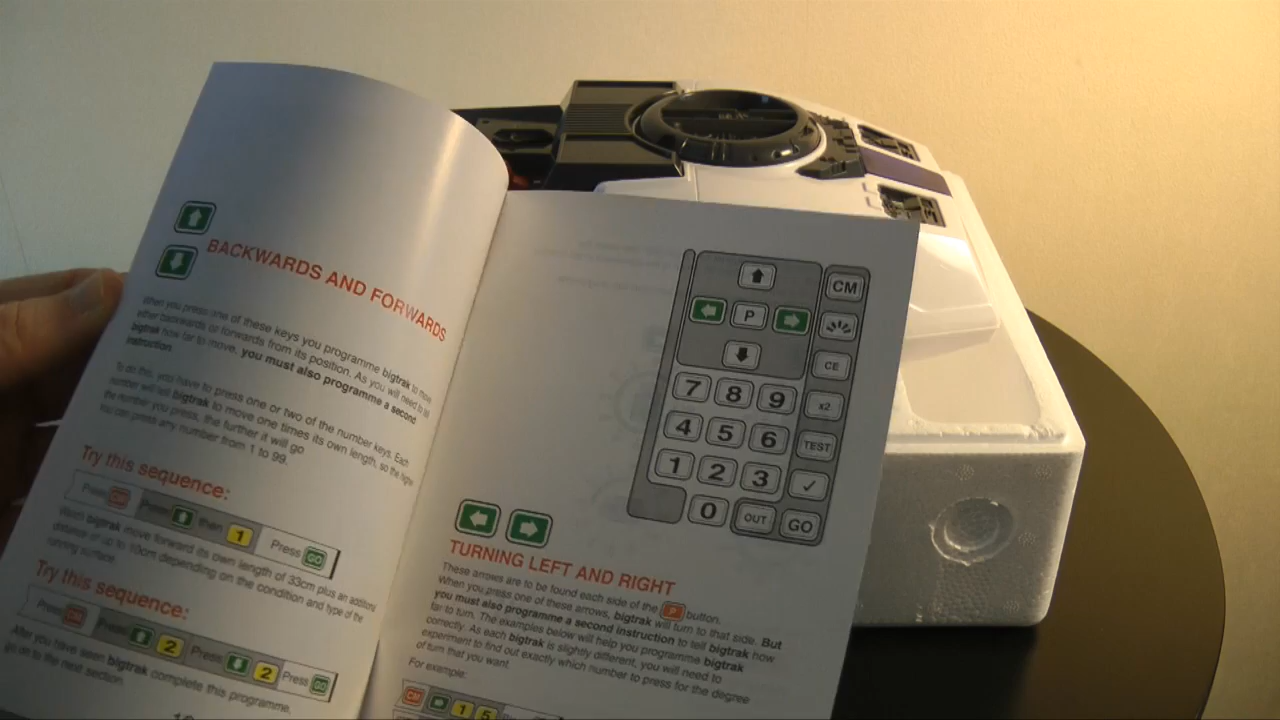 BACKWARDS AND FORWARDS
When you press one of these keys you programme bigtrak to move
either backwards or forwards from its position. As you will need to tell
bigtrak how far to move, you must also programme a second
instruction.
To do this, you have to press one or two of the number keys. Each
number will tell bigtrak to move one times its own length, so the higher
the number you press, the further it will go
You can press any number from 1 to 99.
Try this sequence:
Press CM Press then 1 Press GO
Watch bigtrak move forward its own length of 33cm plus an additional
distance of up to 10cm depending on the condition and type of the
running surface.
Try this sequence:
Press CM Press 2 Press 2 Press GO
After you have seen bigtrak complete this programme,
go on to the next section.
CM
P
CE
7 8 9 x2
4 5 6 TEST
1 2 3
0 OUT GO
TURNING LEFT AND RIGHT
These arrows are to be found each side of the P button.
When you press one of these arrows, bigtrak will turn to that side. But
you must also programme a second instruction to tell bigtrak how
far to turn. The examples below will help you programme bigtrak
correctly. As each bigtrak is slightly different, you will need to
experiment to find out exactly which number to press for the degree
of turn that you want.
For example:
CM 1 5